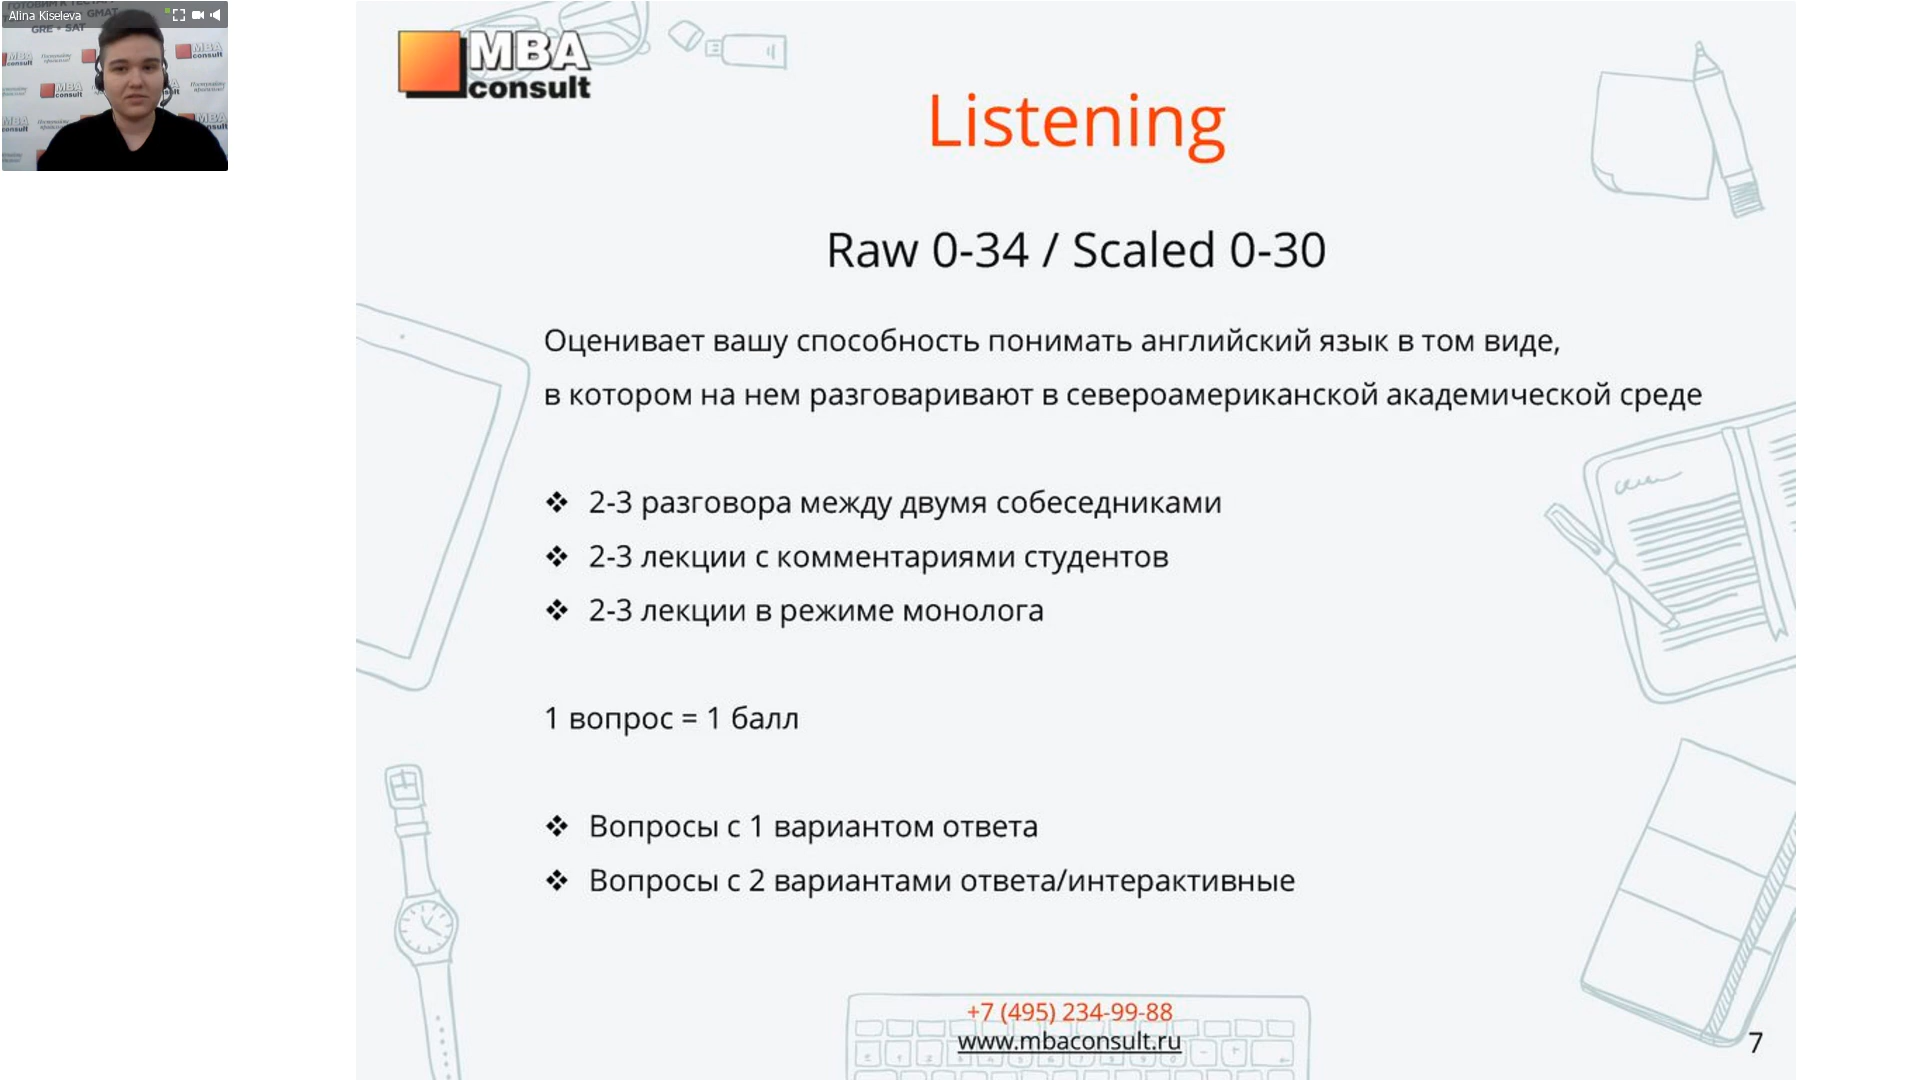 Alina Kiseleva
GMAT
GRE • SAT
MBA
consult
Listening
Raw 0-34 / Scaled 0-30
Оценивает вашу способность понимать английский язык в том виде,
в котором на нем разговаривают в североамериканской академической среде
❖ 2-3 разговора между двумя собеседниками
❖ 2-3 лекции с комментариями студентов
❖ 2-3 лекции в режиме монолога
1 вопрос = 1 балл
❖ Вопросы с 1 вариантом ответа
❖ Вопросы с 2 вариантами ответа/интерактивные
+7 (495) 234-99-88
www.mbaconsult.ru
7